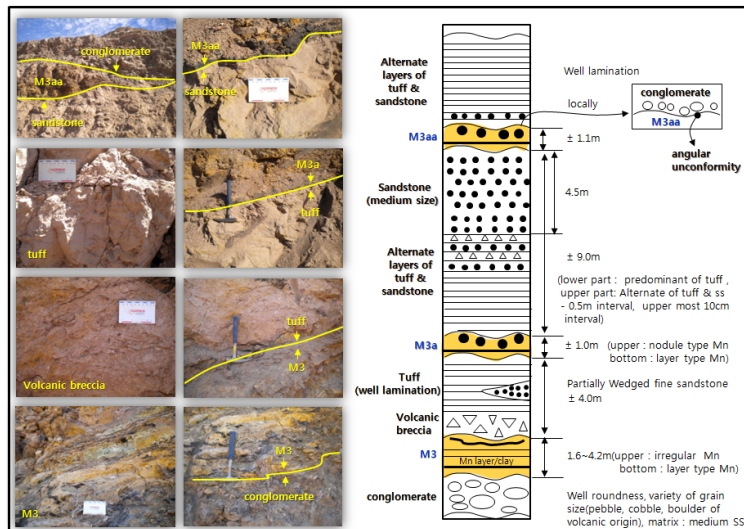 conglomerate
M3aa
sandstone
M3aa
sandstone
tuff
M3a
tuff
Volcanic breccia
tuff
M3
M3
M3
conglomerate
Alternate
layers of
tuff &
sandstone
M3aa
Sandstone
(medium size)
Alternate
layers of
tuff &
sandstone
M3a
Tuff
(well lamination)
Volcanic
breccia
M3
Mn layer/clay
conglomerate
Well lamination
locally
conglomerate
M3aa
angular
unconformity
± 1.1m
4.5m
± 9.0m
(lower part : predominant of tuff ,
upper part: Alternate of tuff & ss
- 0.5m interval, upper most 10cm
interval)
± 1.0m (upper : nodule type Mn
bottom : layer type Mn)
Partially Wedged fine sandstone
± 4.0m
1.6~4.2m(upper : irregular Mn
bottom : layer type Mn)
Well roundness, variety of grain
size(pebble, cobble, boulder of
volcanic origin), matrix : medium SS